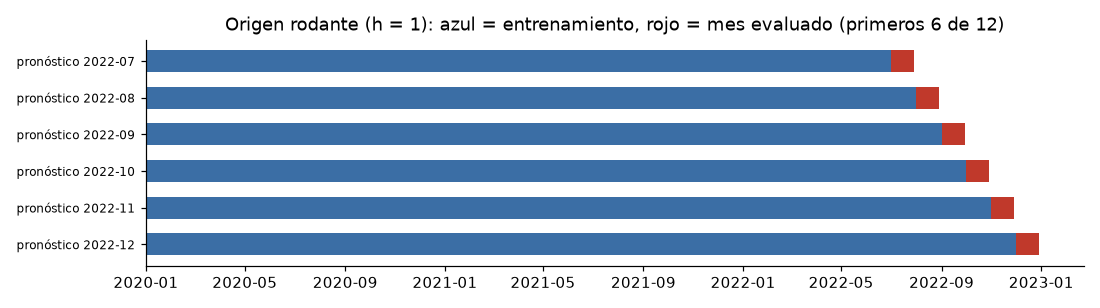 Origen rodante (h = 1): azul = entrenamiento, rojo = mes evaluado (primeros 6 de 12)
pronóstico 2022-07
pronóstico 2022-08
pronóstico 2022-09
pronóstico 2022-10
pronóstico 2022-11
pronóstico 2022-12
2020-01 2020-05 2020-09 2021-01 2021-05 2021-09 2022-01 2022-05 2022-09 2023-01